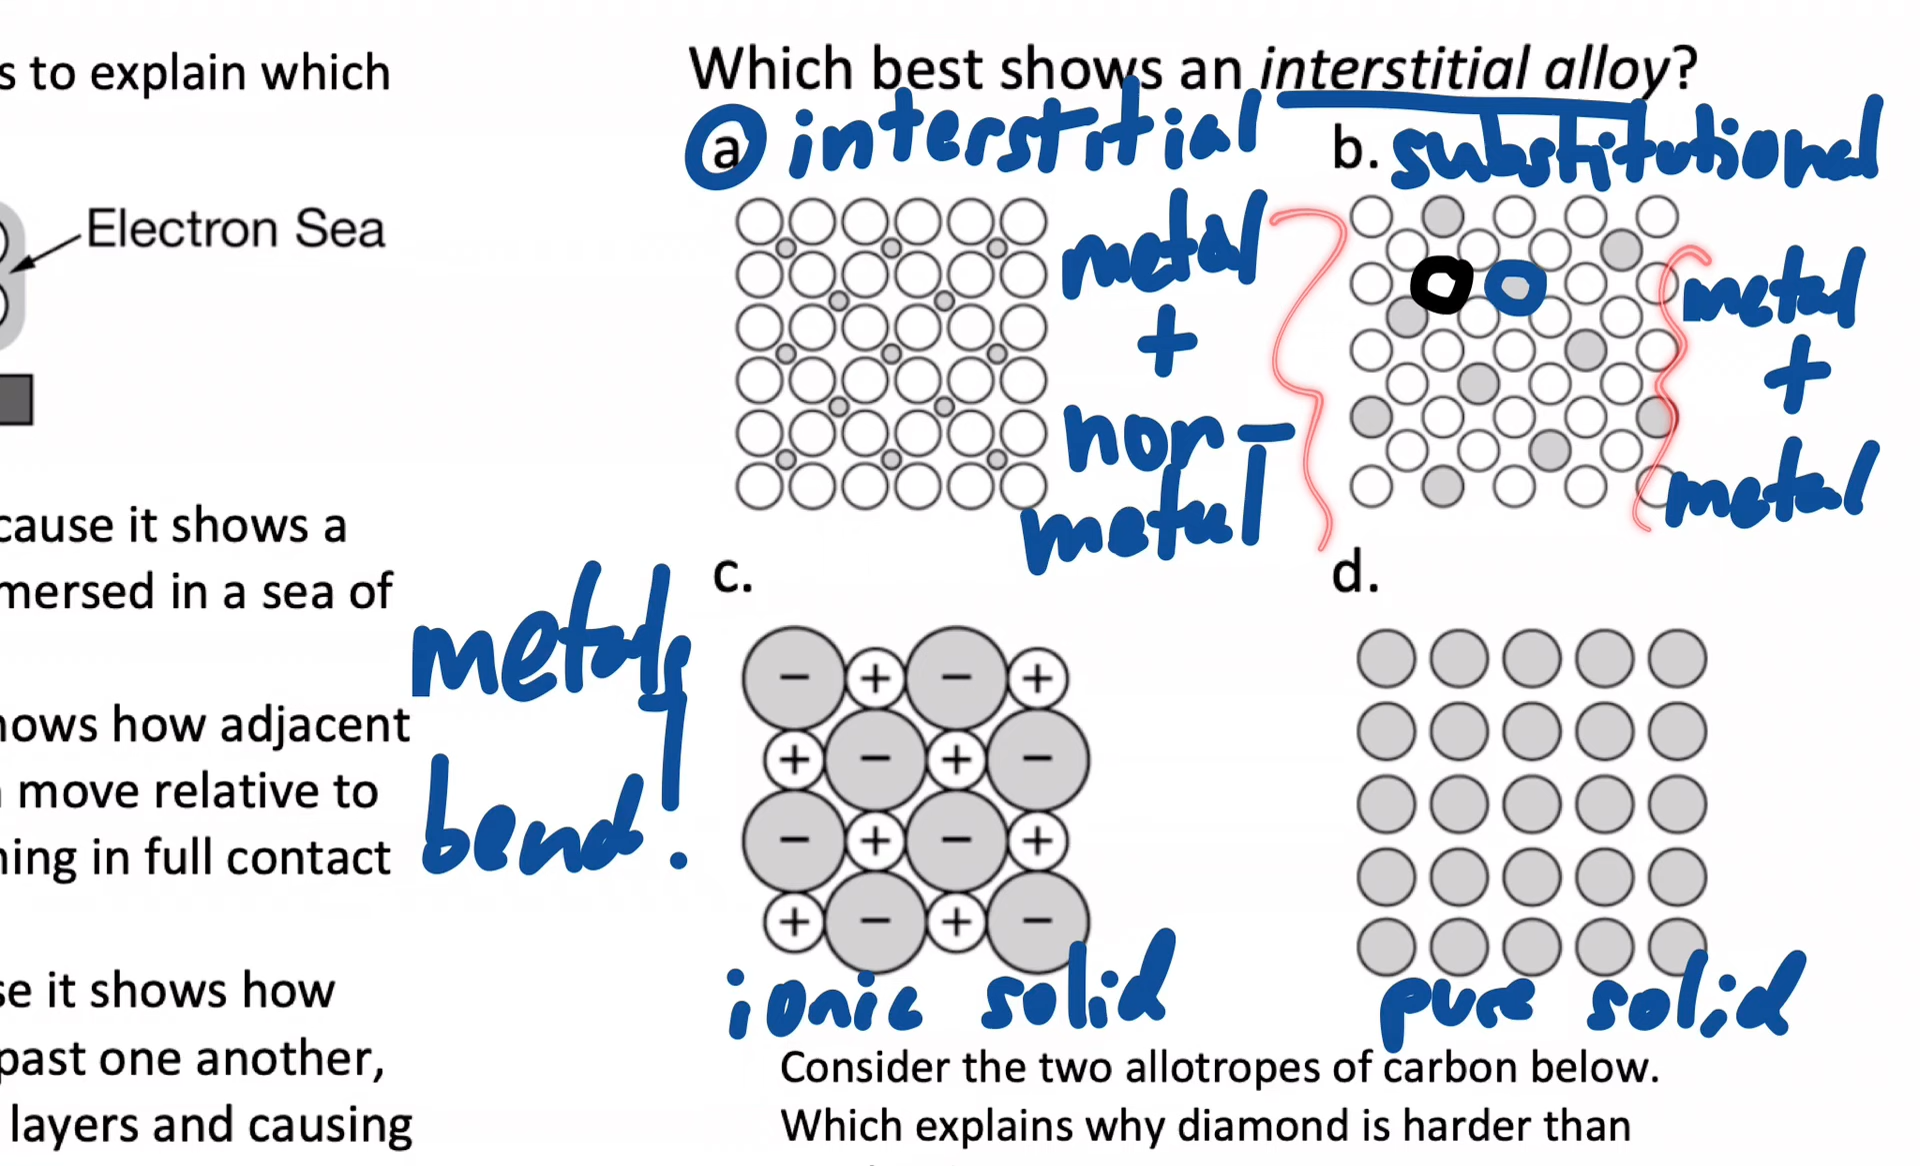 s to explain which
Electron Sea
cause it shows a
mersed in a sea of
nows how adjacent
move relative to
ning in full contact
se it shows how
past one another,
layers and causing
metals
bend!
Which best shows an interstitial alloy?
a interstitial
metal
+
non-
metal
b. substitutional
metal
+
metal
c.
− + − +
+ − + −
− + − +
+ − + −
ionic solid
d.
pure solid
Consider the two allotropes of carbon below.
Which explains why diamond is harder than